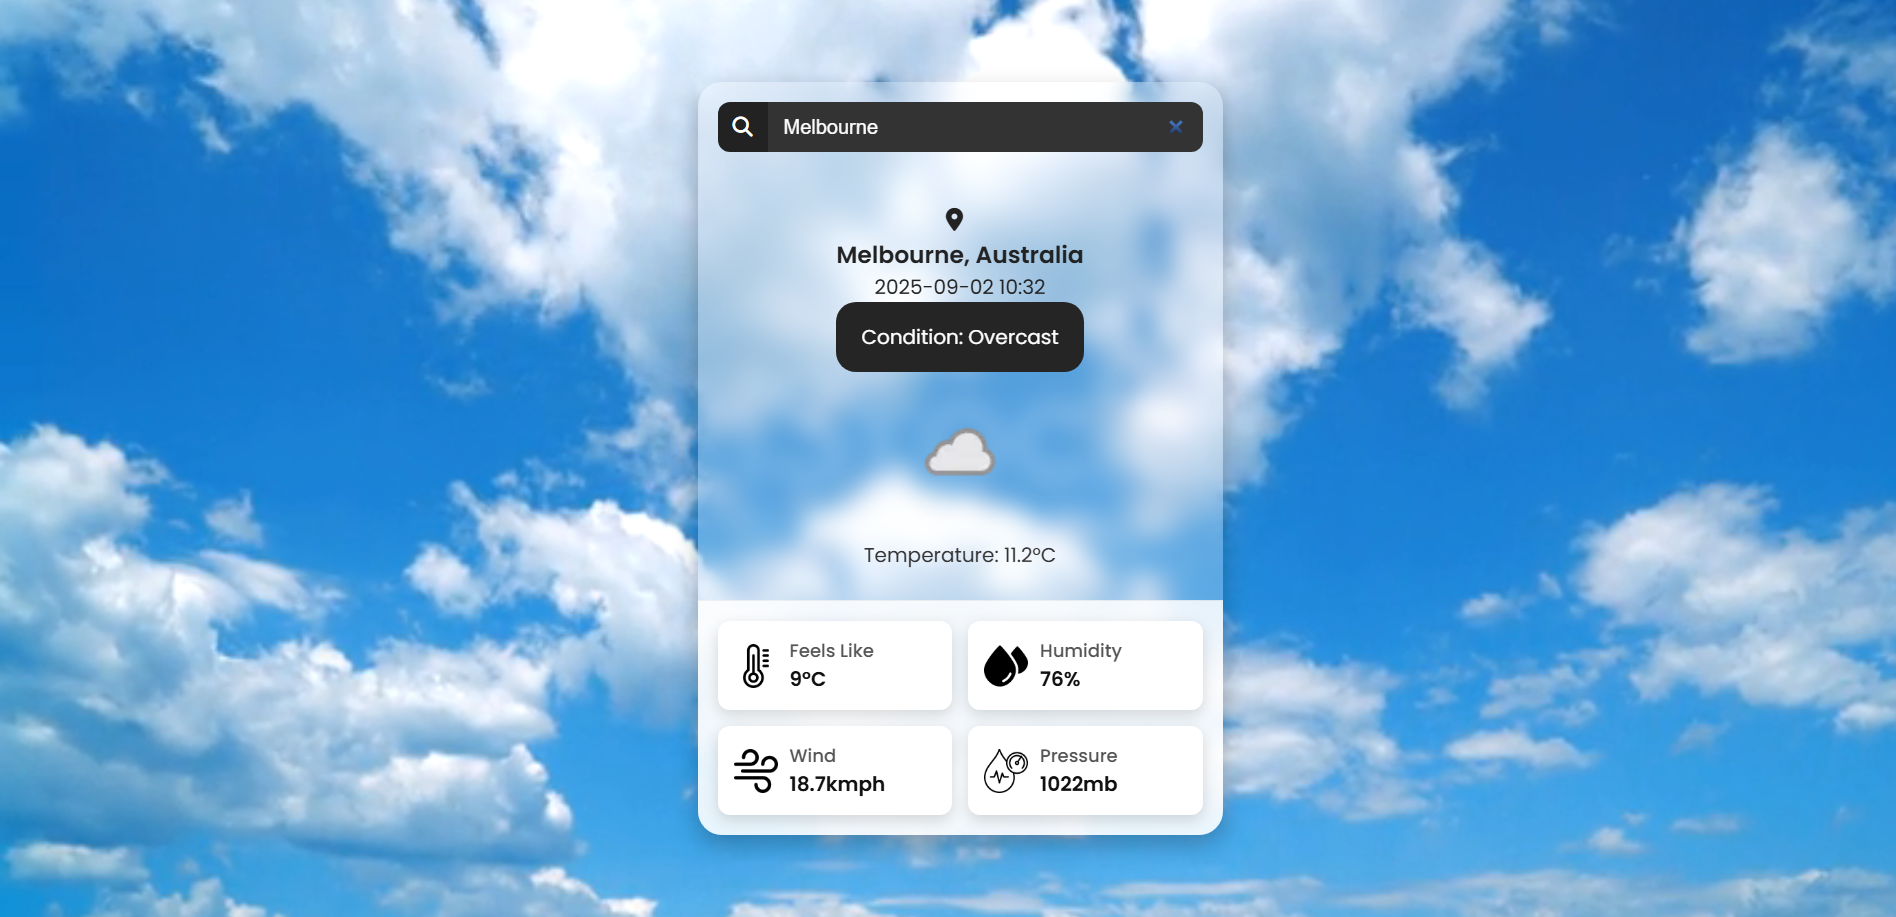 Melbourne
Melbourne, Australia
2025-09-02 10:32
Condition: Overcast
Temperature: 11.2°C
Feels Like
9°C
Humidity
76%
Wind
18.7kmph
Pressure
1022mb